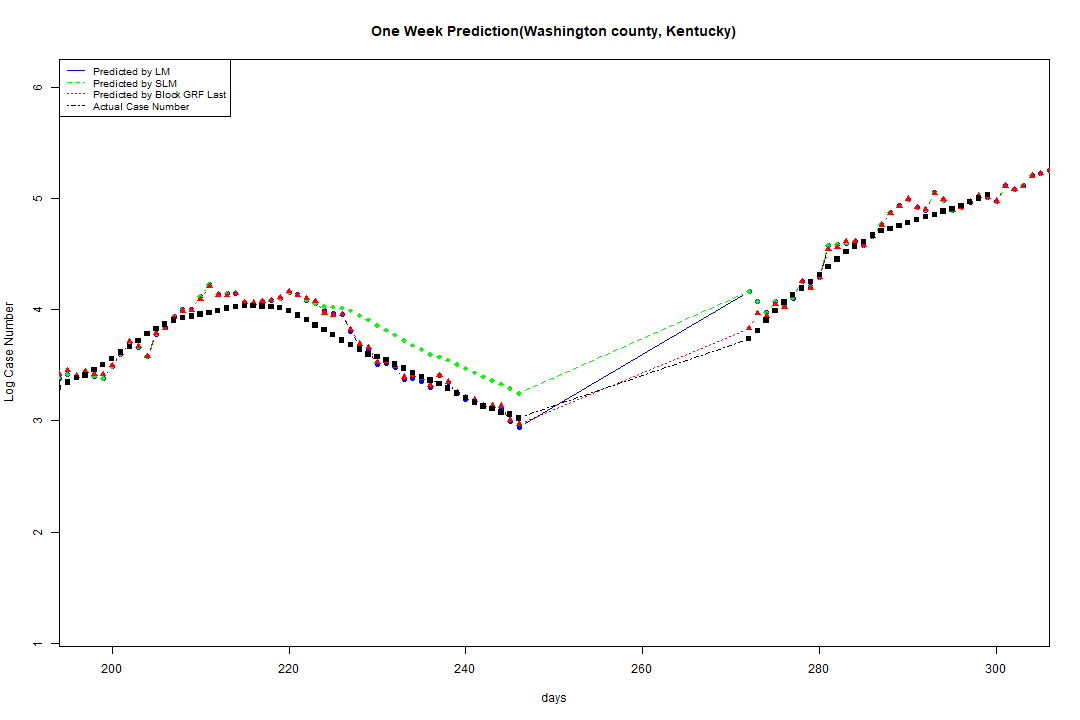 One Week Prediction(Washington county, Kentucky)
Predicted by LM
Predicted by SLM
Predicted by Block GRF Last
Actual Case Number
6
5
4
3
2
1
Log Case Number
200 220 240 260 280 300
days